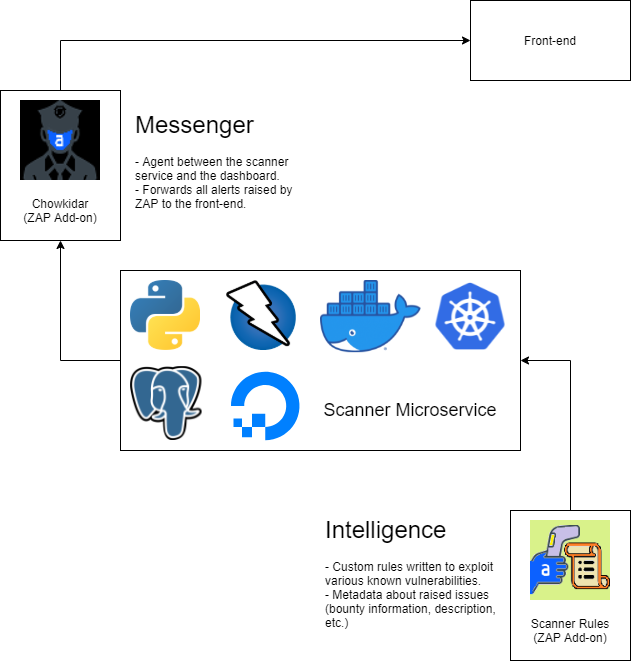 Front-end
a
Messenger
- Agent between the scanner
service and the dashboard.
- Forwards all alerts raised by
ZAP to the front-end.
Chowkidar
(ZAP Add-on)
Scanner Microservice
Intelligence
- Custom rules written to exploit
various known vulnerabilities.
- Metadata about raised issues
(bounty information, description,
etc.)
a
Scanner Rules
(ZAP Add-on)